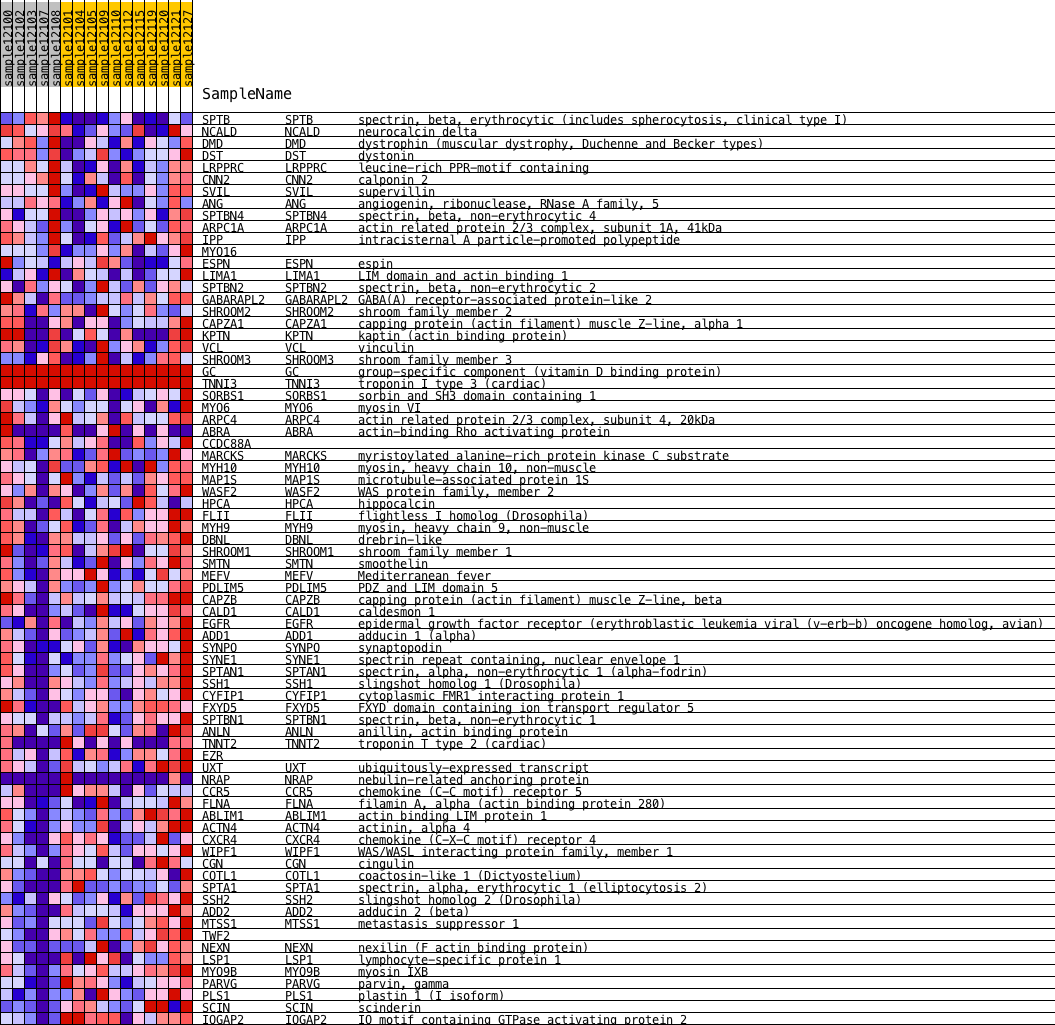 sample12100
sample12102
sample12103
sample12107
sample12108
sample12101
sample12104
sample12105
sample12109
sample12110
sample12112
sample12115
sample12119
sample12120
sample12121
sample12127
SampleName
SPTB SPTB spectrin, beta, erythrocytic (includes spherocytosis, clinical type I)
NCALD NCALD neurocalcin delta
DMD DMD dystrophin (muscular dystrophy, Duchenne and Becker types)
DST DST dystonin
LRPPRC LRPPRC leucine-rich PPR-motif containing
CNN2 CNN2 calponin 2
SVIL SVIL supervillin
ANG ANG angiogenin, ribonuclease, RNase A family, 5
SPTBN4 SPTBN4 spectrin, beta, non-erythrocytic 4
ARPC1A ARPC1A actin related protein 2/3 complex, subunit 1A, 41kDa
IPP IPP intracisternal A particle-promoted polypeptide
MYO16
ESPN ESPN espin
LIMA1 LIMA1 LIM domain and actin binding 1
SPTBN2 SPTBN2 spectrin, beta, non-erythrocytic 2
GABARAPL2 GABARAPL2 GABA(A) receptor-associated protein-like 2
SHROOM2 SHROOM2 shroom family member 2
CAPZA1 CAPZA1 capping protein (actin filament) muscle Z-line, alpha 1
KPTN KPTN kaptin (actin binding protein)
VCL VCL vinculin
SHROOM3 SHROOM3 shroom family member 3
GC GC group-specific component (vitamin D binding protein)
TNNI3 TNNI3 troponin I type 3 (cardiac)
SORBS1 SORBS1 sorbin and SH3 domain containing 1
MYO6 MYO6 myosin VI
ARPC4 ARPC4 actin related protein 2/3 complex, subunit 4, 20kDa
ABRA ABRA actin-binding Rho activating protein
CCDC88A
MARCKS MARCKS myristoylated alanine-rich protein kinase C substrate
MYH10 MYH10 myosin, heavy chain 10, non-muscle
MAP1S MAP1S microtubule-associated protein 1S
WASF2 WASF2 WAS protein family, member 2
HPCA HPCA hippocalcin
FLII FLII flightless I homolog (Drosophila)
MYH9 MYH9 myosin, heavy chain 9, non-muscle
DBNL DBNL drebrin-like
SHROOM1 SHROOM1 shroom family member 1
SMTN SMTN smoothelin
MEFV MEFV Mediterranean fever
PDLIM5 PDLIM5 PDZ and LIM domain 5
CAPZB CAPZB capping protein (actin filament) muscle Z-line, beta
CALD1 CALD1 caldesmon 1
EGFR EGFR epidermal growth factor receptor (erythroblastic leukemia viral (v-erb-b) oncogene homolog, avian)
ADD1 ADD1 adducin 1 (alpha)
SYNPO SYNPO synaptopodin
SYNE1 SYNE1 spectrin repeat containing, nuclear envelope 1
SPTAN1 SPTAN1 spectrin, alpha, non-erythrocytic 1 (alpha-fodrin)
SSH1 SSH1 slingshot homolog 1 (Drosophila)
CYFIP1 CYFIP1 cytoplasmic FMR1 interacting protein 1
FXYD5 FXYD5 FXYD domain containing ion transport regulator 5
SPTBN1 SPTBN1 spectrin, beta, non-erythrocytic 1
ANLN ANLN anillin, actin binding protein
TNNT2 TNNT2 troponin T type 2 (cardiac)
EZR
UXT UXT ubiquitously-expressed transcript
NRAP NRAP nebulin-related anchoring protein
CCR5 CCR5 chemokine (C-C motif) receptor 5
FLNA FLNA filamin A, alpha (actin binding protein 280)
ABLIM1 ABLIM1 actin binding LIM protein 1
ACTN4 ACTN4 actinin, alpha 4
CXCR4 CXCR4 chemokine (C-X-C motif) receptor 4
WIPF1 WIPF1 WAS/WASL interacting protein family, member 1
CGN CGN cingulin
COTL1 COTL1 coactosin-like 1 (Dictyostelium)
SPTA1 SPTA1 spectrin, alpha, erythrocytic 1 (elliptocytosis 2)
SSH2 SSH2 slingshot homolog 2 (Drosophila)
ADD2 ADD2 adducin 2 (beta)
MTSS1 MTSS1 metastasis suppressor 1
TWF2
NEXN NEXN nexilin (F actin binding protein)
LSP1 LSP1 lymphocyte-specific protein 1
MYO9B MYO9B myosin IXB
PARVG PARVG parvin, gamma
PLS1 PLS1 plastin 1 (I isoform)
SCIN SCIN scinderin
IQGAP2 IQGAP2 IQ motif containing GTPase activating protein 2